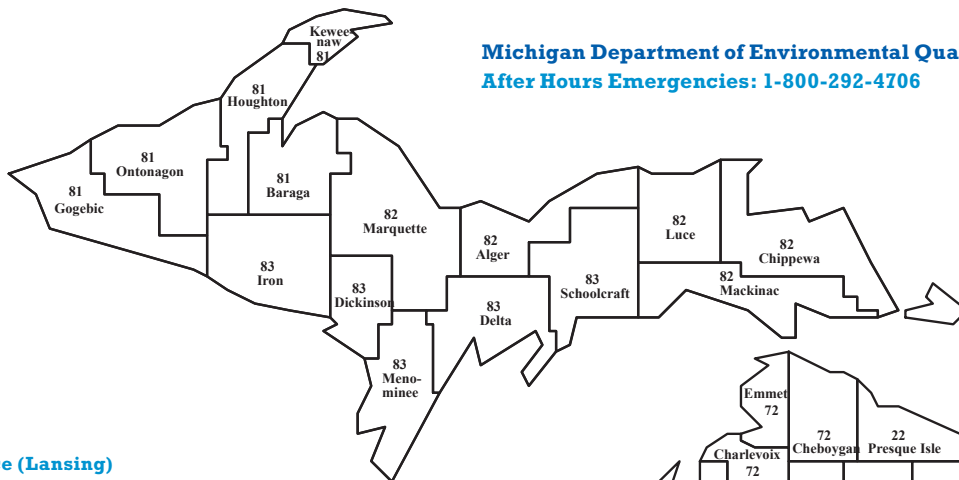 Kewee-
naw
81
Michigan Department of Environmental Qua
After Hours Emergencies: 1-800-292-4706
81
Houghton
81
Ontonagon
81
Baraga
81
Gogebic
82
Marquette
82
Alger
82
Luce
82
Chippewa
82
Mackinac
83
Iron
83
Dickinson
83
Schoolcraft
83
Delta
83
Meno-
minee
Emmet
72
72
Cheboygan
22
Presque Isle
Charlevoix
72
e (Lansing)